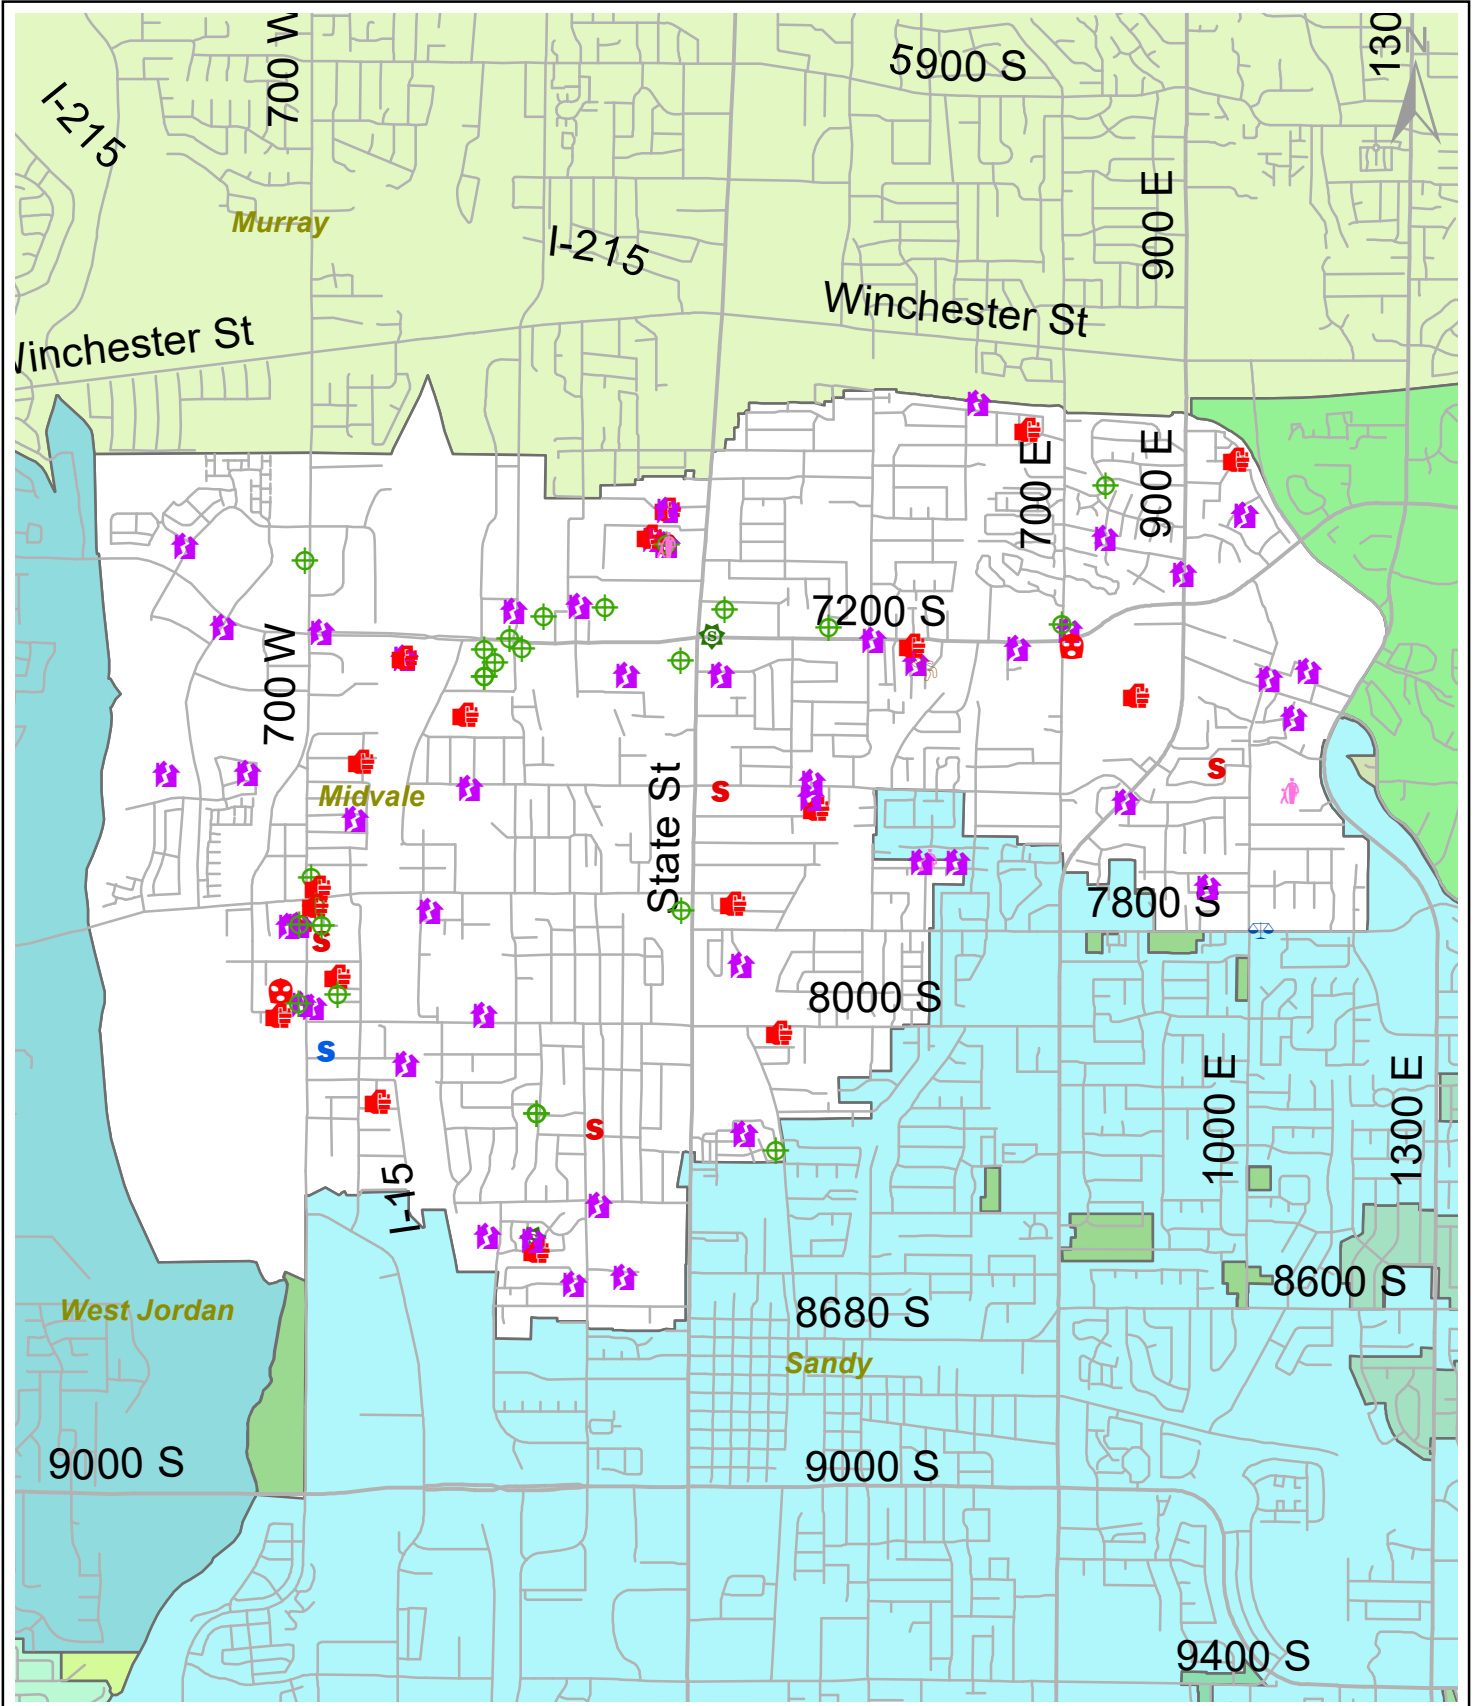 700 W
5900 S
130
N
I-215
900 E
Murray
I-215
Winchester St
Winchester St
700 E
900 E
7200 S
700 W
S
State St
S
S
Midvale
7800 S
S
8000 S
S
1000 E
1300 E
S
I-15
8600 S
West Jordan
8680 S
Sandy
9000 S
9000 S
9400 S